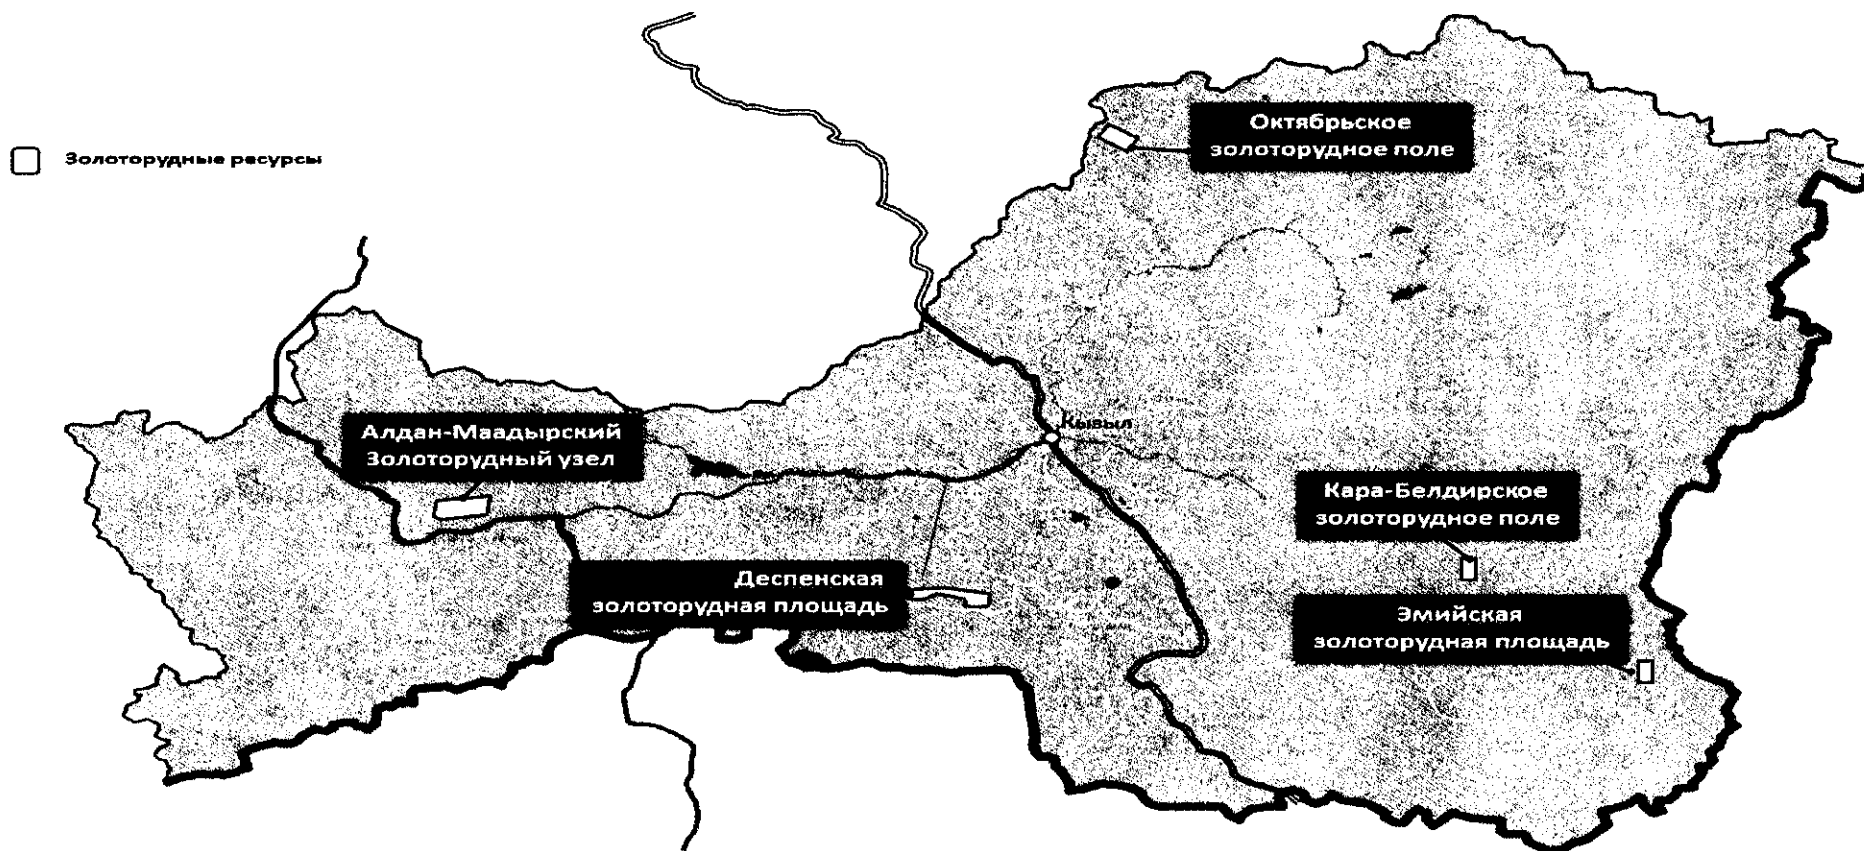 Октябрьское
золоторудное поле
Золоторудные ресурсы
Алдан-Маадырский
Золоторудный узел
Кызыл
Кара-Белдирское
золоторудное поле
Деспенская
золоторудная площадь
Эмийская
золоторудная площадь